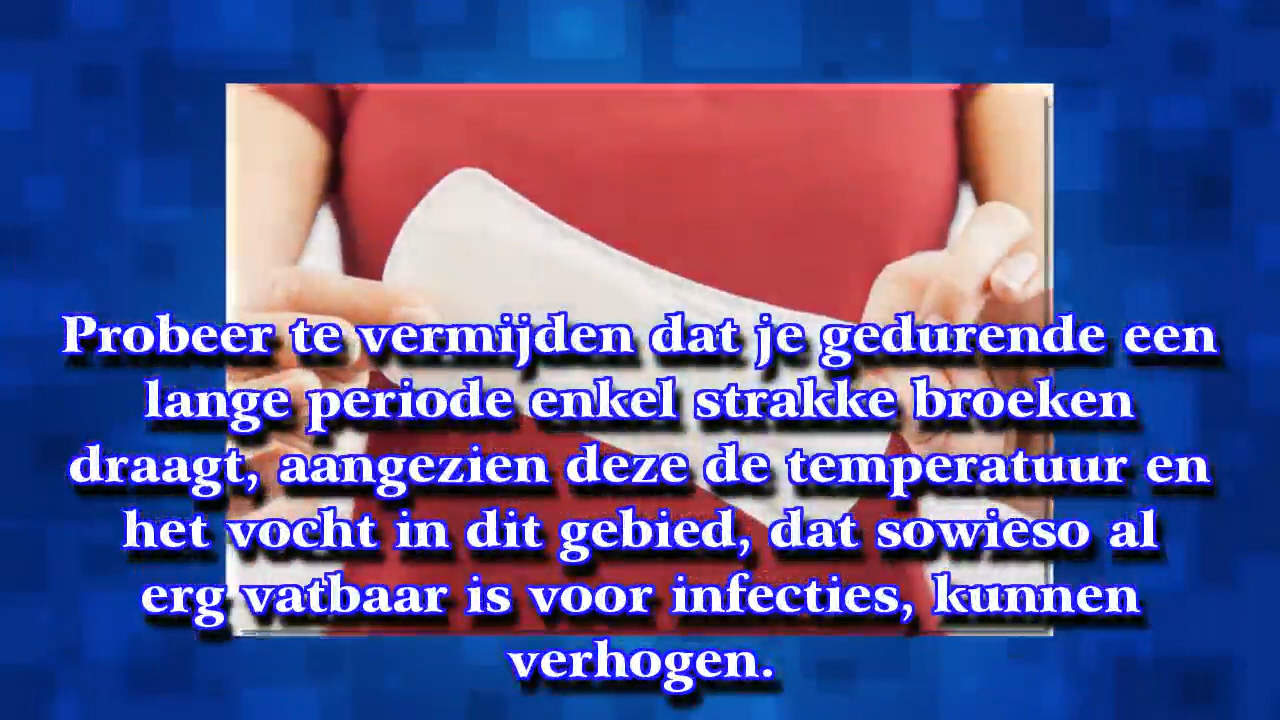 Probeer te vermijden dat je gedurende een
lange periode enkel strakke broeken
draagt, aangezien deze de temperatuur en
het vocht in dit gebied, dat sowieso al
erg vatbaar is voor infecties, kunnen
verhogen.